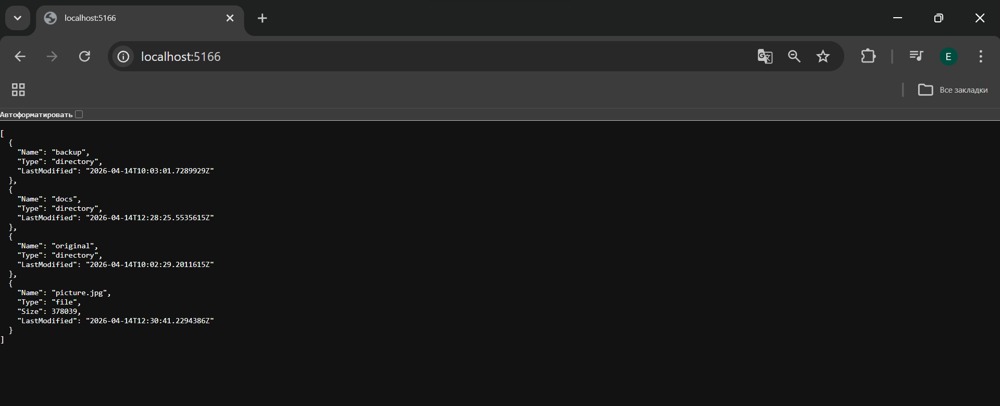 localhost:5166
localhost:5166
E
Все закладки
Автоформатировать
[
  {
    "Name": "backup",
    "Type": "directory",
    "LastModified": "2026-04-14T10:03:01.7289929Z"
  },
  {
    "Name": "docs",
    "Type": "directory",
    "LastModified": "2026-04-14T12:28:25.5535615Z"
  },
  {
    "Name": "original",
    "Type": "directory",
    "LastModified": "2026-04-14T10:02:29.2011615Z"
  },
  {
    "Name": "picture.jpg",
    "Type": "file",
    "Size": 378039,
    "LastModified": "2026-04-14T12:30:41.2294386Z"
  }
]